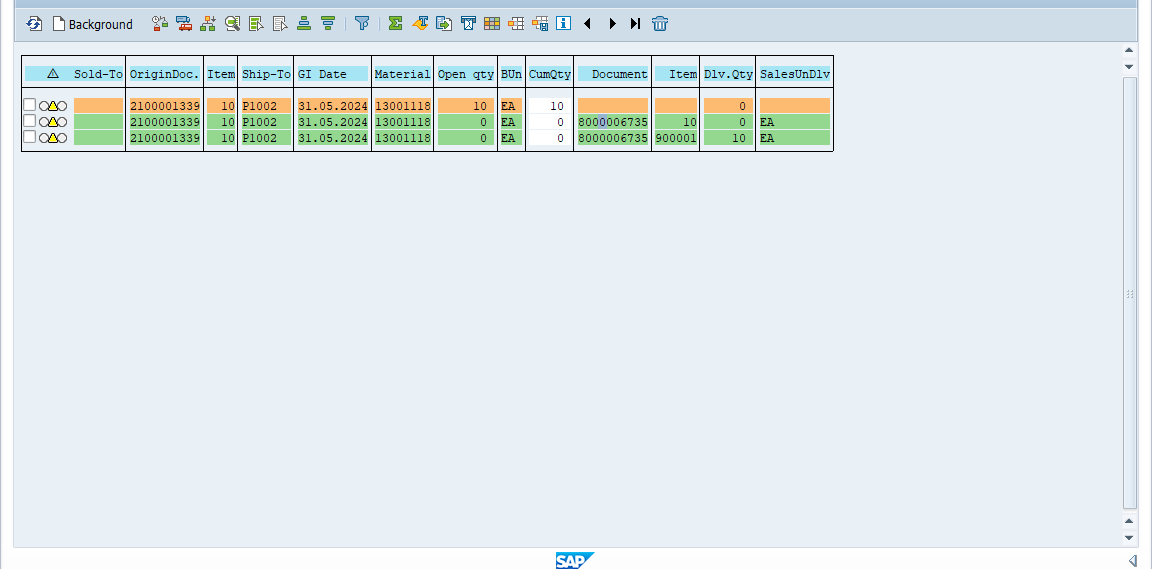 Background
Sold-To OriginDoc. Item Ship-To GI Date Material Open qty BUn CumQty Document Item Dlv.Qty SalesUnDlv
2100001339 10 P1002 31.05.2024 13001118 10 EA 10 0
2100001339 10 P1002 31.05.2024 13001118 0 EA 0 8000006735 10 0 EA
2100001339 10 P1002 31.05.2024 13001118 0 EA 0 8000006735 900001 10 EA
SAP